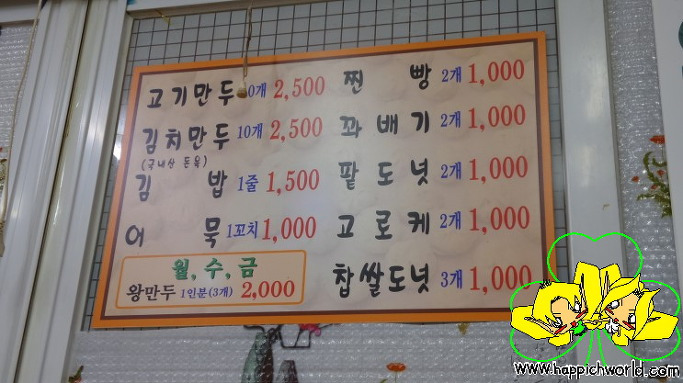 고기만두 0개 2,500
김치만두 10개 2,500
(국내산 돈육)
김 밥 1줄 1,500
어 묵 1꼬치 1,000
월, 수, 금
왕만두 1인분(3개) 2,000
찐 빵 2개 1,000
꽈배기 2개 1,000
팥도넛 2개 1,000
고로케 2개 1,000
찹쌀도넛 3개 1,000
www.happichworld.com